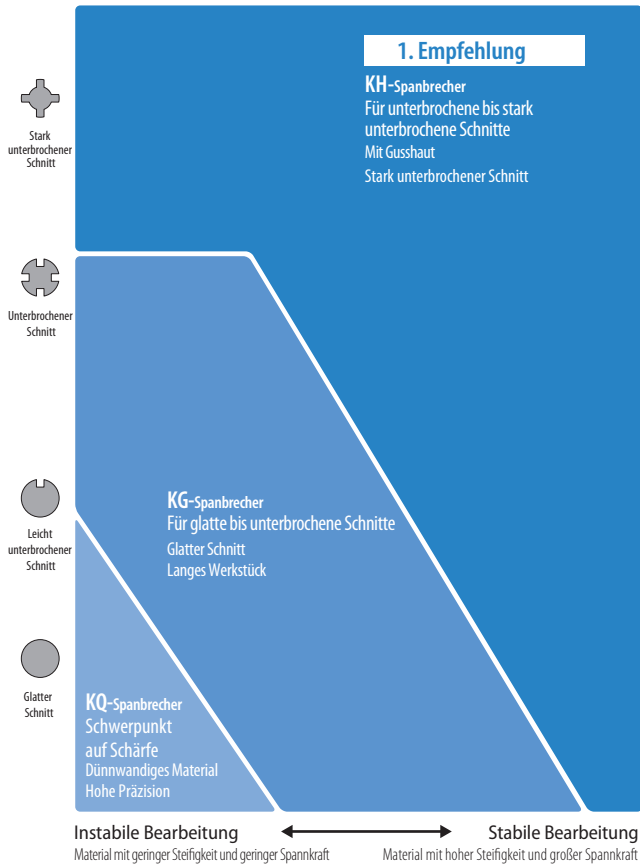 1. Empfehlung
KH-Spanbrecher
Für unterbrochene bis stark
unterbrochene Schnitte
Mit Gusshaut
Stark unterbrochener Schnitt
Stark
unterbrochener
Schnitt
Unterbrochener
Schnitt
KG-Spanbrecher
Für glatte bis unterbrochene Schnitte
Glatter Schnitt
Langes Werkstück
Leicht
unterbrochener
Schnitt
Glatter
Schnitt
KQ-Spanbrecher
Schwerpunkt
auf Schärfe
Dünnwandiges Material
Hohe Präzision
Instabile Bearbeitung
Material mit geringer Steifigkeit und geringer Spannkraft
Stabile Bearbeitung
Material mit hoher Steifigkeit und großer Spannkraft